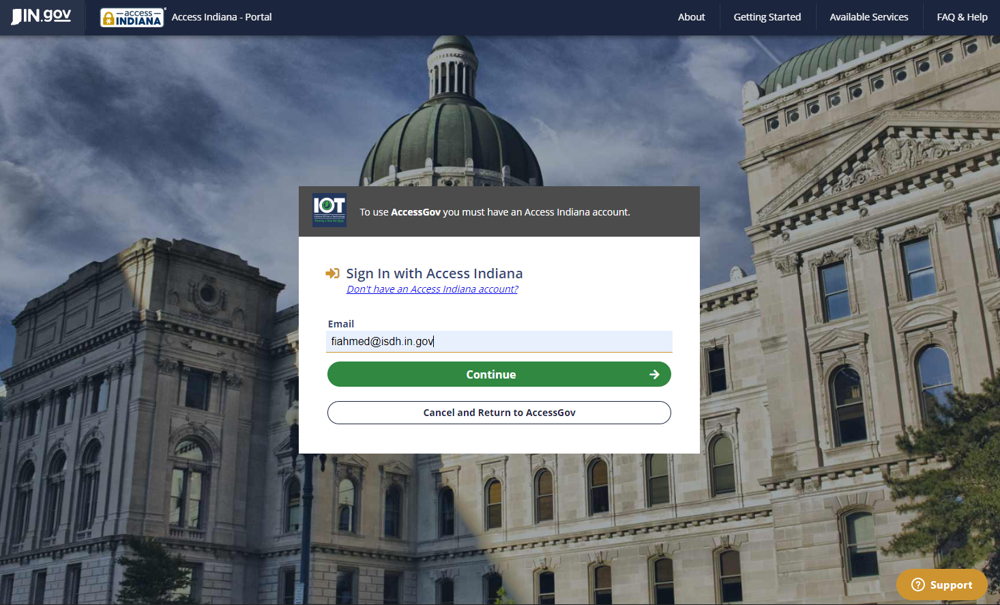 IN.gov
access
INDIANA
Access Indiana - Portal
About
Getting Started
Available Services
FAQ & Help
IOT
To use AccessGov you must have an Access Indiana account.
Sign In with Access Indiana
Don't have an Access Indiana account?
Email
fiahmed@isdh.in.gov
Continue
Cancel and Return to AccessGov
Support